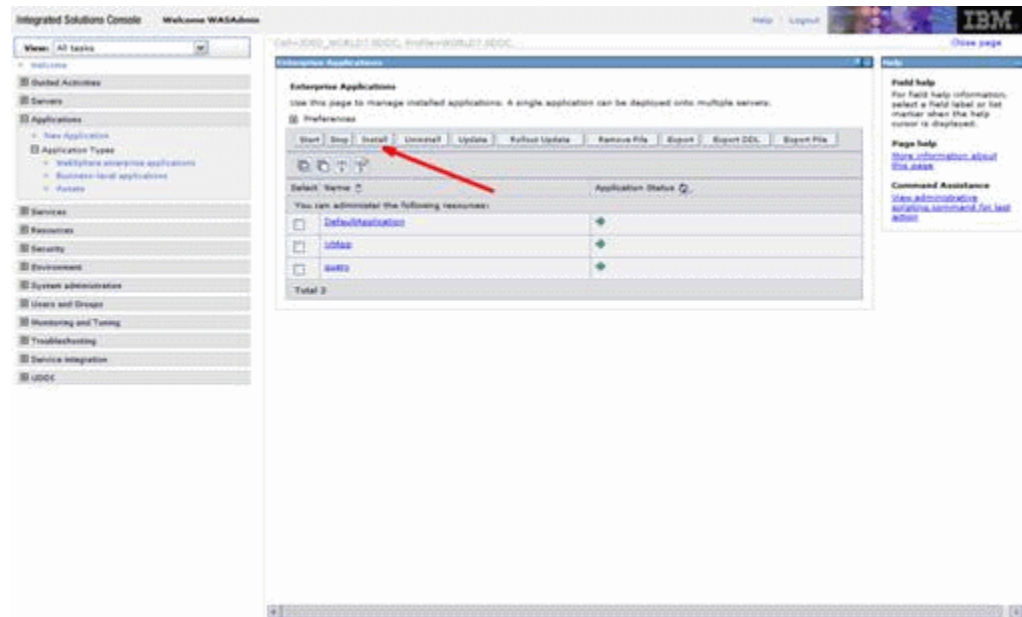 Integrated Solutions Console Welcome WASAdmin
Help | Logout
IBM
View: All tasks
Welcome
Guided Activities
Servers
Applications
New Application
Application Types
WebSphere enterprise applications
Business-level applications
Assets
Services
Resources
Security
Environment
System administration
Users and Groups
Monitoring and Tuning
Troubleshooting
Service integration
UDDI
Close page
Enterprise Applications
Enterprise Applications
Use this page to manage installed applications. A single application can be deployed onto multiple servers.
Preferences
Start Stop Install Uninstall Update Rollout Update Remove File Export Export DDL Export File
Select Name Application Status
You can administer the following resources:
DefaultApplication
ivtApp
query
Total 3
Help
Field help
For field help information, select a field label or list marker when the help cursor is displayed.
Page help
More information about this page
Command Assistance
View administrative scripting command for last action